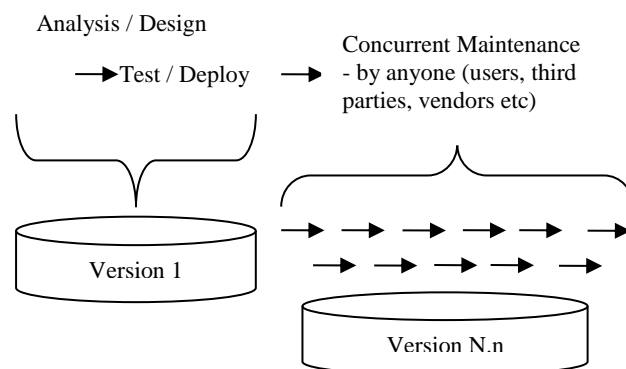 Analysis / Design
Test / Deploy
Concurrent Maintenance
- by anyone (users, third
parties, vendors etc)
Version 1
Version N.n